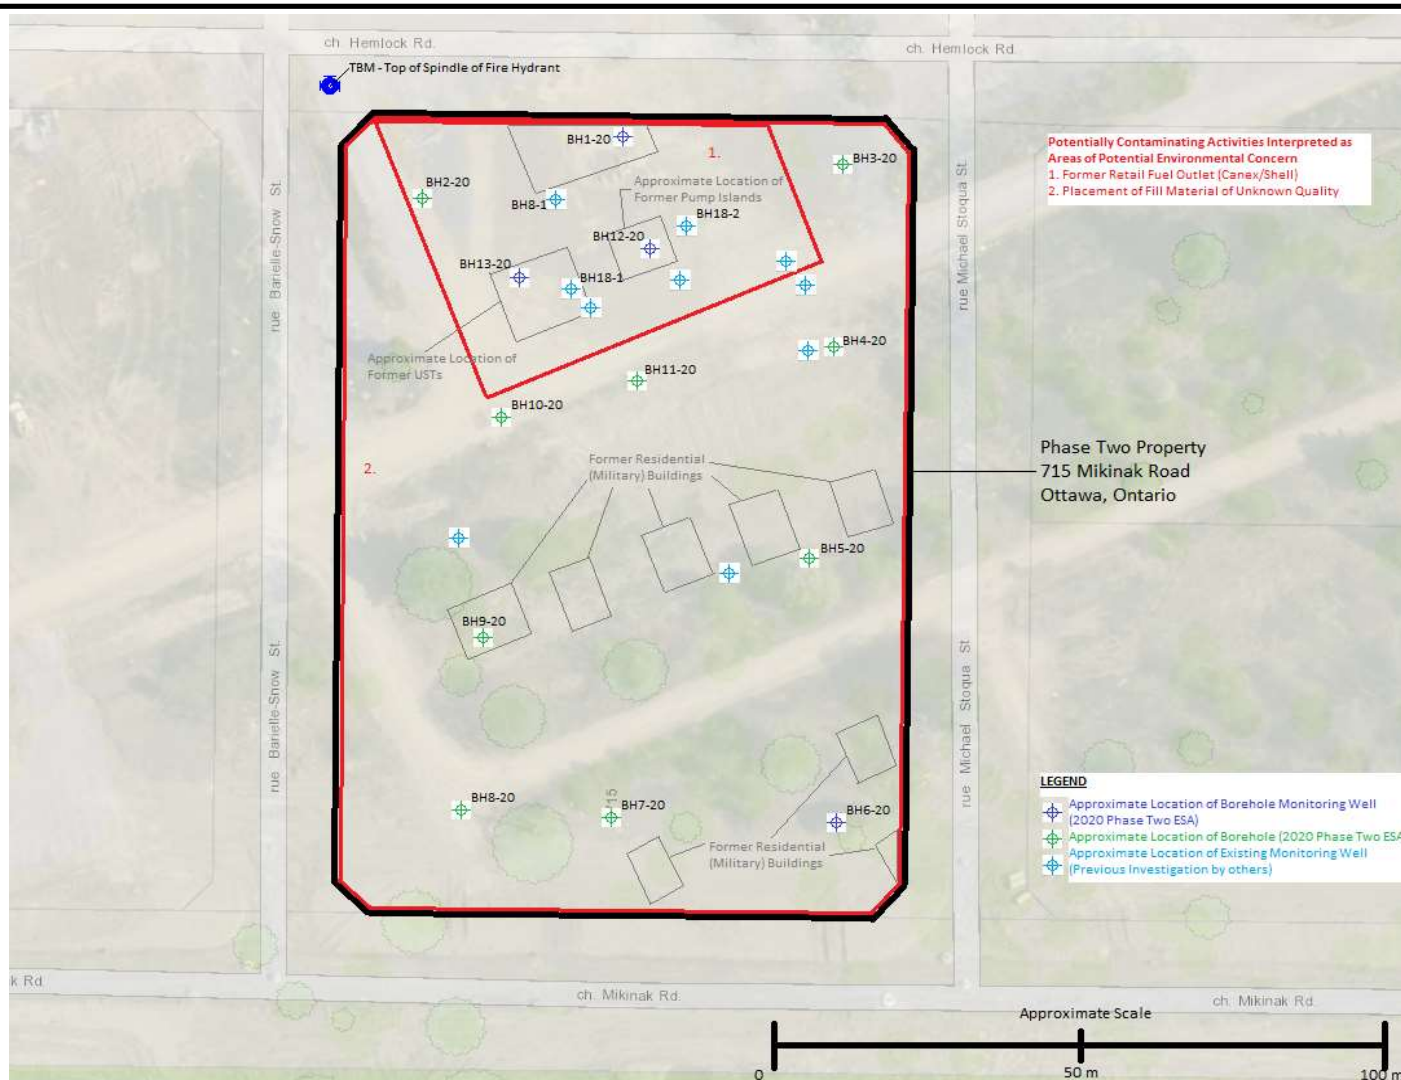 ch. Hemlock Rd.
ch. Hemlock Rd.
TBM - Top of Spindle of Fire Hydrant
BH1-20
1.
BH3-20
Potentially Contaminating Activities Interpreted as
Areas of Potential Environmental Concern
1. Former Retail Fuel Outlet (Canex/Shell)
2. Placement of Fill Material of Unknown Quality
BH2-20
Approximate Location of
Former Pump Islands
BH8-1
BH18-2
BH12-20
BH13-20
BH18-1
rue Barielle-Snow St.
rue Michael Stoqua St.
Approximate Location of
Former USTs
BH4-20
BH11-20
BH10-20
Phase Two Property
715 Mikinak Road
Ottawa, Ontario
2.
Former Residential
(Military) Buildings
BH5-20
BH9-20
rue Barielle-Snow St.
rue Michael Stoqua St.
BH8-20
BH7-20
BH6-20
Former Residential
(Military) Buildings
LEGEND
Approximate Location of Borehole Monitoring Well
(2020 Phase Two ESA)
Approximate Location of Borehole (2020 Phase Two ESA
Approximate Location of Existing Monitoring Well
(Previous Investigation by others)
k Rd.
ch. Mikinak Rd.
ch. Mikinak Rd.
Approximate Scale
0
50 m
100 m